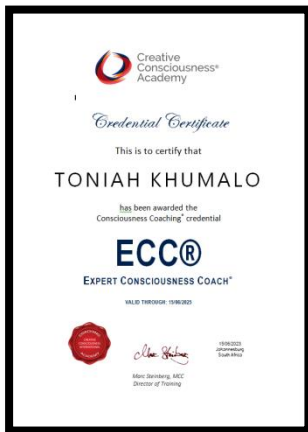 Creative
Consciousness®
Academy
Credential Certificate
This is to certify that
TONIAH KHUMALO
has been awarded the
Consciousness Coaching® credential
ECC®
EXPERT CONSCIOUSNESS COACH®
VALID THROUGH: 15/06/2025
15/06/2023
Johannesburg
South Africa
Marc Steinberg, MCC
Director of Training